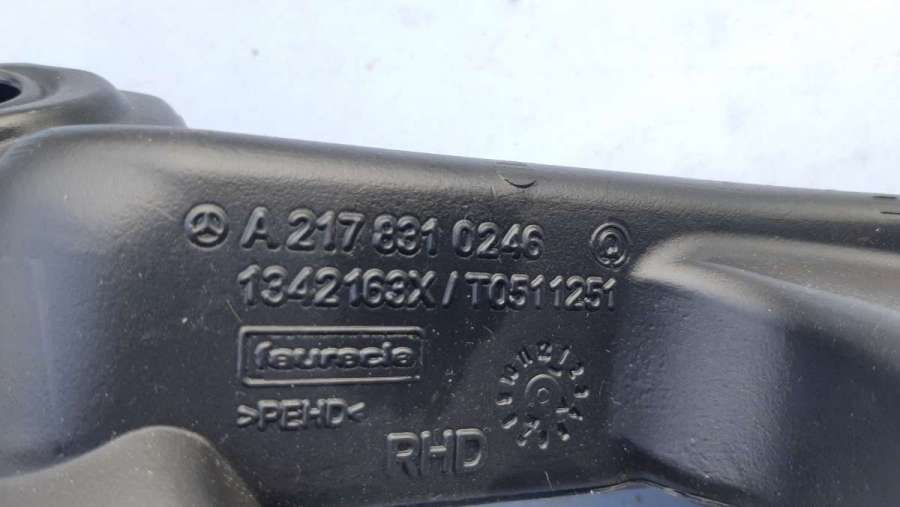 A 217 831 0246
1342163X/T0511251
faurecia
>PEHD<
RHD